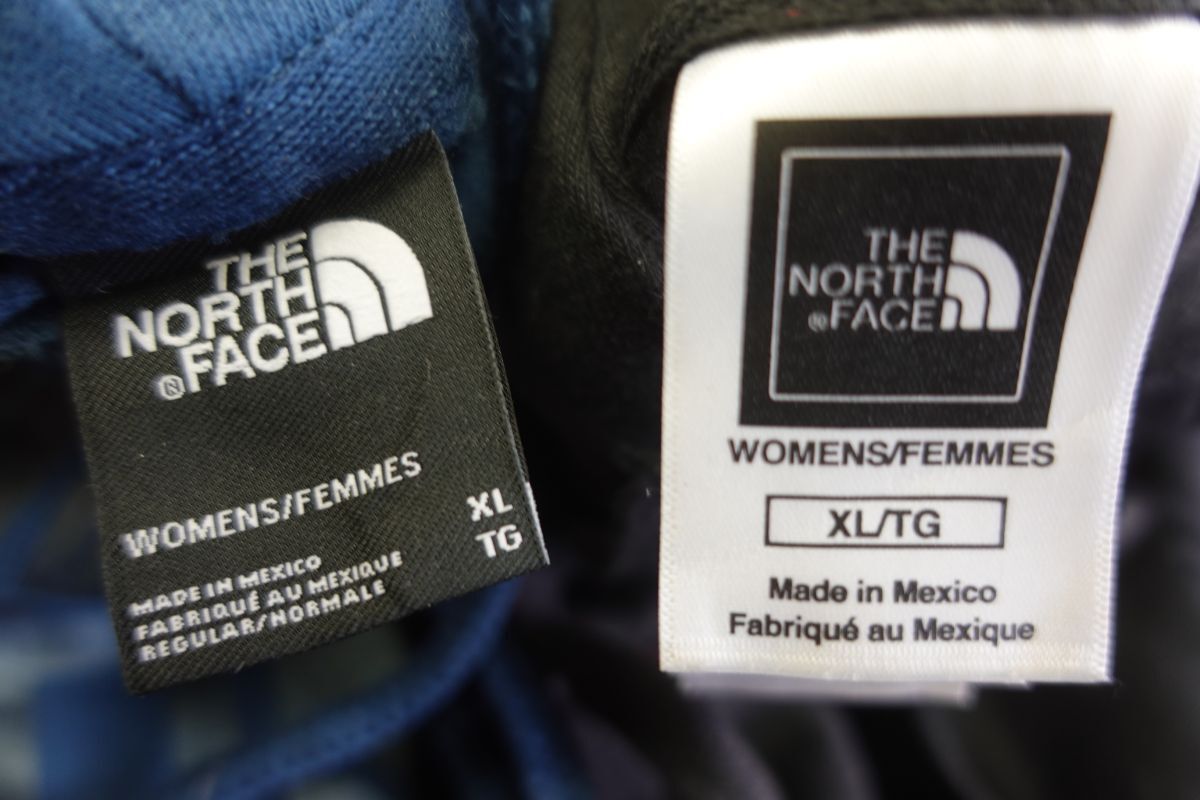 THE
NORTH
FACE
®
WOMENS/FEMMES
XL
TG
MADE IN MEXICO
FABRIQUÉ AU MEXIQUE
REGULAR/NORMALE
THE
NORTH
®FACE
WOMENS/FEMMES
XL/TG
Made in Mexico
Fabriqué au Mexique